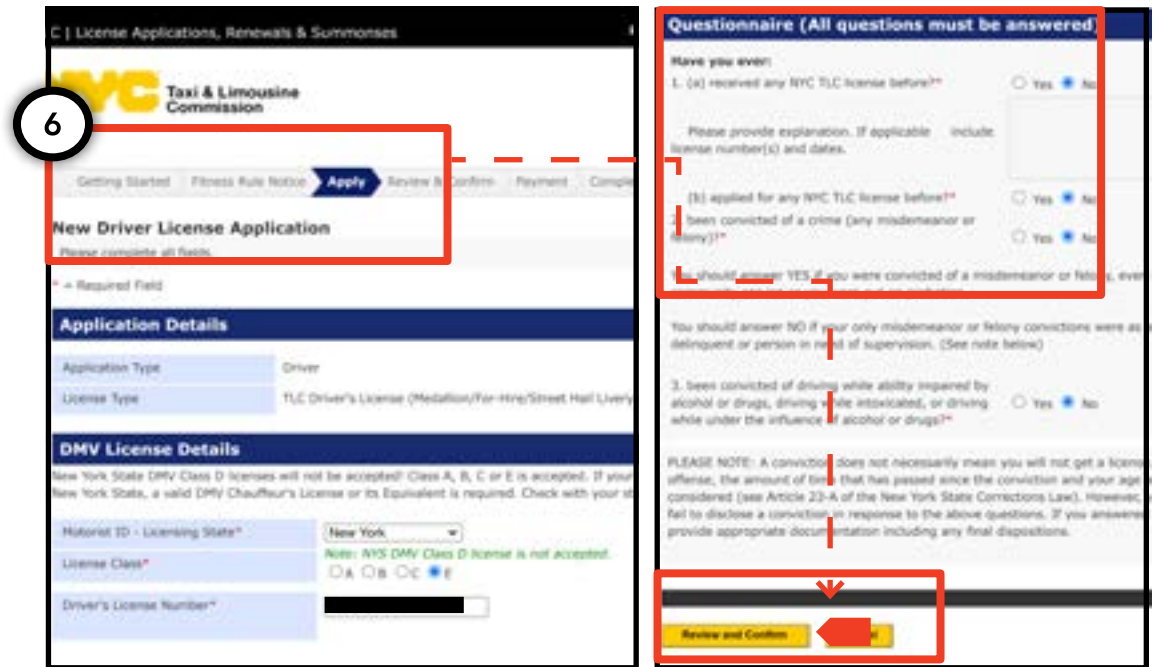 C | License Applications, Renewals & Summonses
NYC
Taxi & Limousine
Commission
6
Getting Started Fitness Rule Notice Apply Review & Confirm Payment Comple
New Driver License Application
Please complete all fields.
* = Required Field
Application Details
Application Type Driver
License Type TLC Driver's License (Medallion/For-Hire/Street Hail Livery
DMV License Details
New York State DMV Class D licenses will not be accepted! Class A, B, C or E is accepted. If your
New York State, a valid DMV Chauffeur's License or its Equivalent is required. Check with your st
Motorist ID - Licensing State* New York
Note: NYS DMV Class D license is not accepted.
License Class* A B C E
Driver's License Number*
Questionnaire (All questions must be answered)
Have you ever:
1. (a) received any NYC TLC license before?* Yes No
Please provide explanation. If applicable include
license number(s) and dates.
(b) applied for any NYC TLC license before?* Yes No
2. been convicted of a crime (any misdemeanor or
felony)?* Yes No
You should answer YES if you were convicted of a misdemeanor or felony, even
You should answer NO if your only misdemeanor or felony convictions were as
delinquent or person in need of supervision. (See note below)
3. been convicted of driving while ability impaired by
alcohol or drugs, driving while intoxicated, or driving
while under the influence of alcohol or drugs?* Yes No
PLEASE NOTE: A conviction does not necessarily mean you will not get a license
offense, the amount of time that has passed since the conviction and your age
considered (see Article 23-A of the New York State Corrections Law). However,
fail to disclose a conviction in response to the above questions. If you answered
provide appropriate documentation including any final dispositions.
Review and Confirm